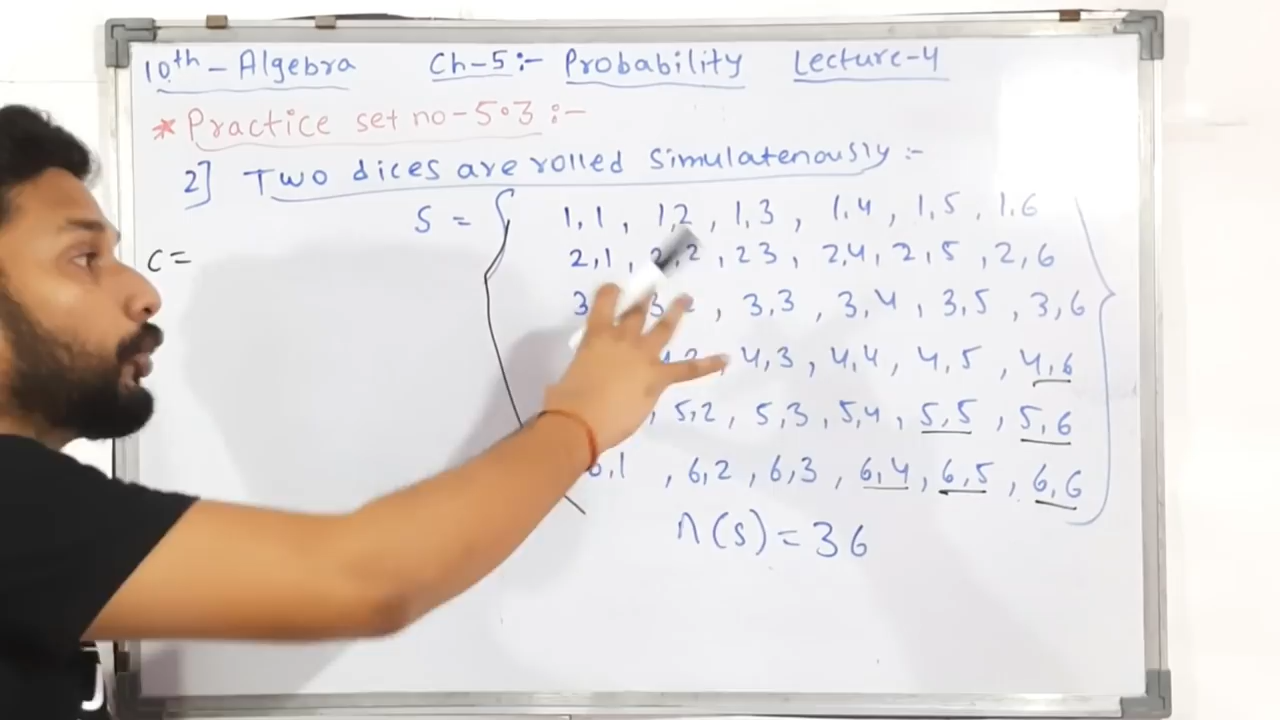 10th - Algebra Ch-5:- Probability Lecture-4
* Practice set no-5.3 :-
2] Two dices are rolled simulatenously :-
S = { 1,1 , 1,2 , 1,3 , 1,4 , 1,5 , 1,6
C = 2,1 , 2,2 , 23 , 2,4 , 2,5 , 2,6
3 3,3 , 3,4 , 3,5 , 3,6 }
4,3 , 4,4 , 4,5 , 4,6
, 5,2 , 5,3 , 5,4 , 5,5 , 5,6
6,1 , 6,2 , 6,3 , 6,4 , 6,5 , 6,6
n(s) = 36